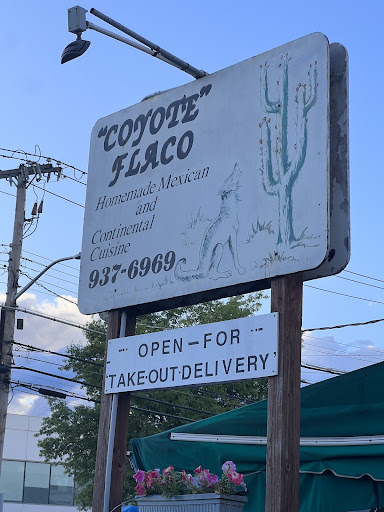 "COYOTE"
FLACO
Homemade Mexican
and
Continental
Cuisine
937-6969
OPEN-FOR
TAKE-OUT-DELIVERY